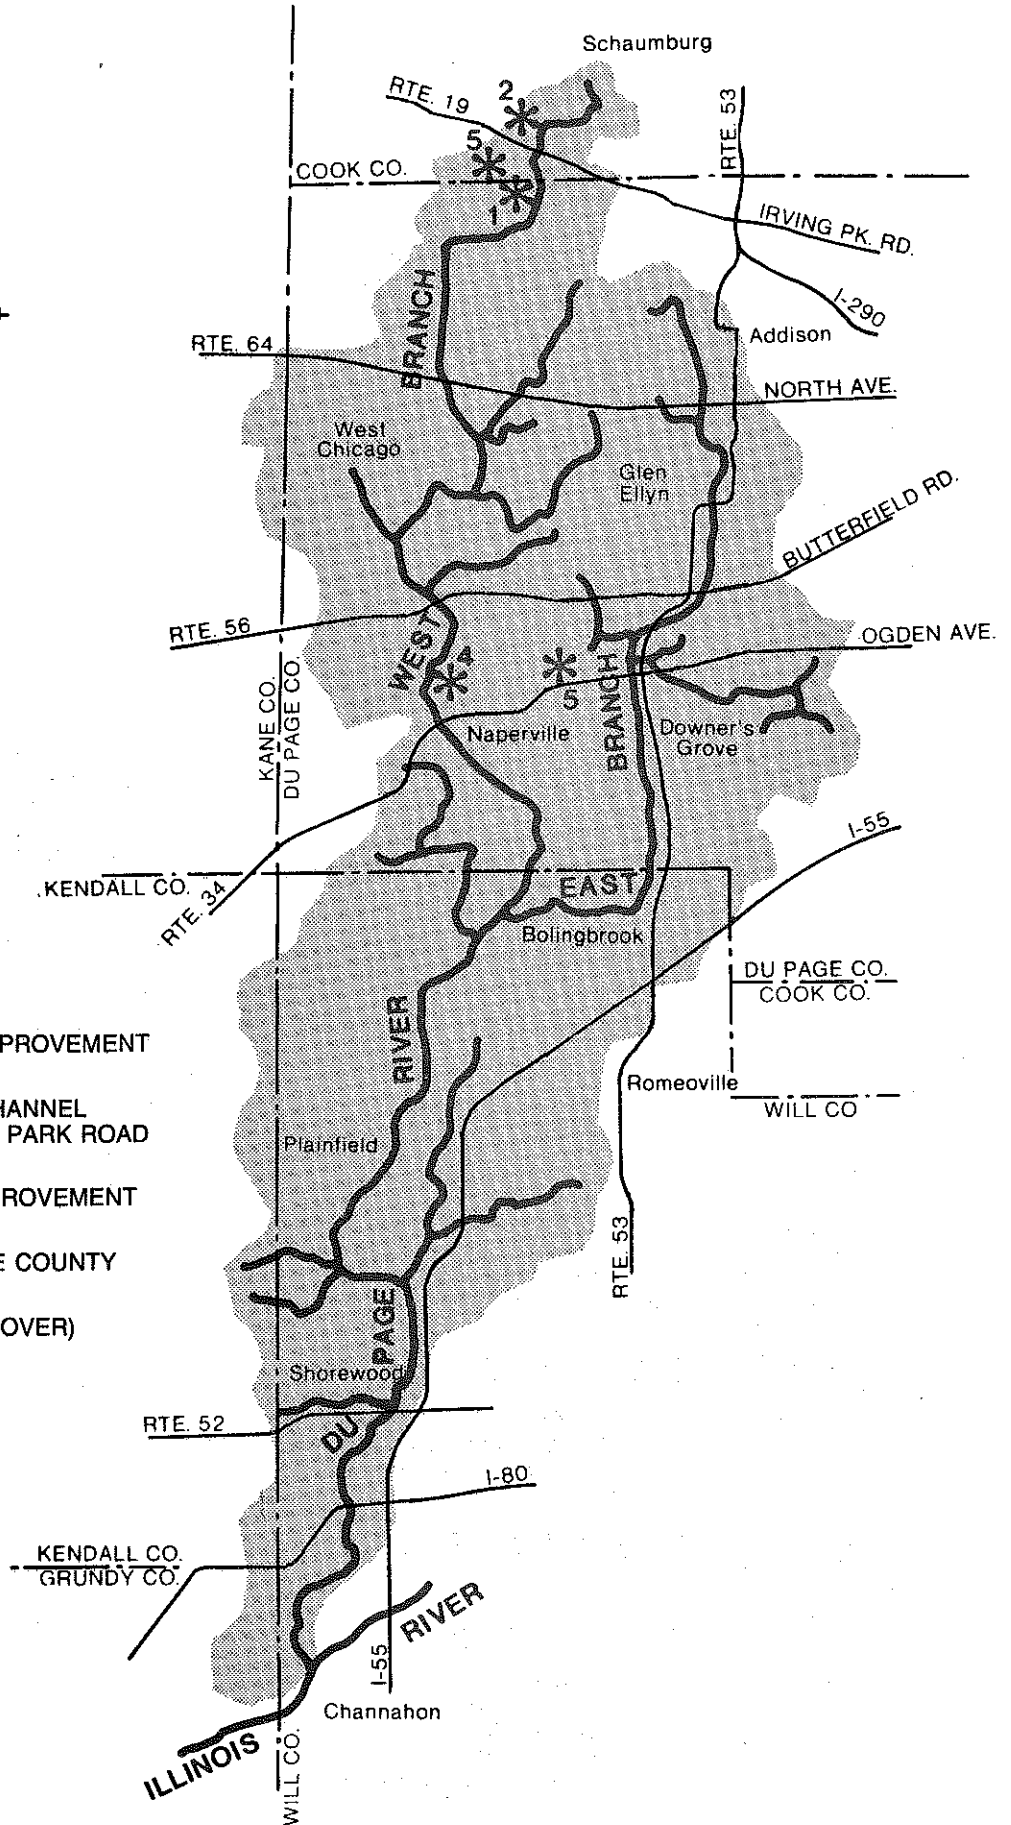 Schaumburg
RTE. 19
2
RTE. 53
5
COOK CO.
1
IRVING PK. RD.
I-290
BRANCH
RTE. 64
Addison
NORTH AVE.
West
Chicago
Glen
Ellyn
BUTTERFIELD RD.
RTE. 56
OGDEN AVE.
WEST
4
5
BRANCH
KANE CO.
DU PAGE CO.
Naperville
Downer's
Grove
I-55
KENDALL CO.
RTE. 34
EAST
Bolingbrook
DU PAGE CO.
COOK CO.
RIVER
PROVEMENT
HANNEL
PARK ROAD
Romeoville
WILL CO
Plainfield
ROVEMENT
E COUNTY
RTE. 53
OVER)
PAGE
Shorewood
RTE. 52
DU
I-80
KENDALL CO.
GRUNDY CO.
RIVER
I-55
Channahon
ILLINOIS
WILL CO.